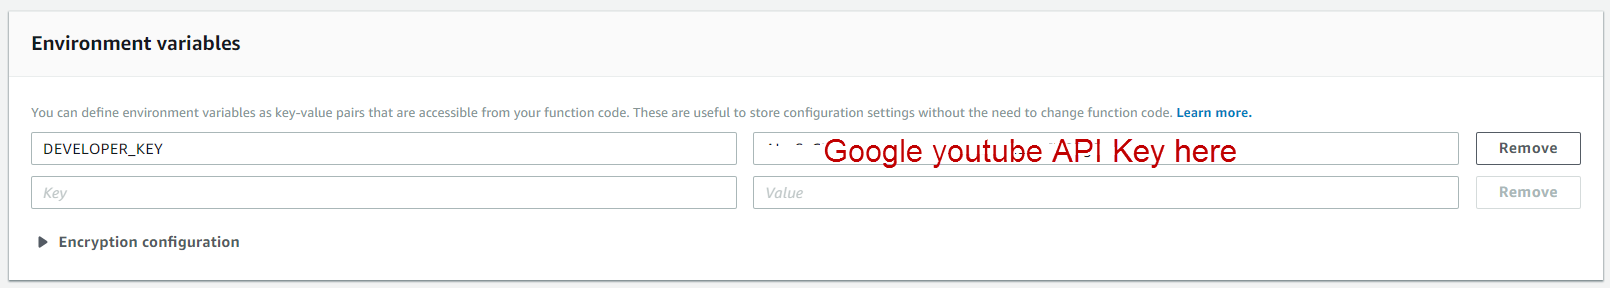 Environment variables
You can define environment variables as key-value pairs that are accessible from your function code. These are useful to store configuration settings without the need to change function code. Learn more.
DEVELOPER_KEY Google youtube API Key here Remove
Key Value Remove
Encryption configuration